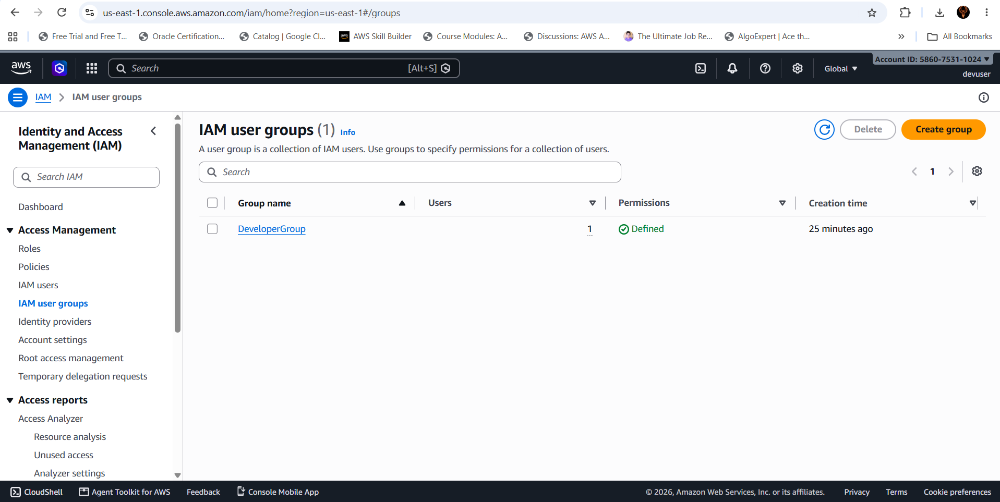 us-east-1.console.aws.amazon.com/iam/home?region=us-east-1#/groups
Free Trial and Free T...
Oracle Certification...
Catalog | Google Cl...
AWS Skill Builder
Course Modules: A...
Discussions: AWS A...
The Ultimate Job Re...
AlgoExpert | Ace th...
All Bookmarks
aws
Search
[Alt+S]
Global
Account ID: 5860-7531-1024
devuser
IAM > IAM user groups
Identity and Access
Management (IAM)
Search IAM
Dashboard
Access Management
Roles
Policies
IAM users
IAM user groups
Identity providers
Account settings
Root access management
Temporary delegation requests
Access reports
Access Analyzer
Resource analysis
Unused access
Analyzer settings
IAM user groups (1) Info
Delete
Create group
A user group is a collection of IAM users. Use groups to specify permissions for a collection of users.
Search
1
Group name Users Permissions Creation time
DeveloperGroup 1 Defined 25 minutes ago
CloudShell
Agent Toolkit for AWS
Feedback
Console Mobile App
© 2026, Amazon Web Services, Inc. or its affiliates.
Privacy
Terms
Cookie preferences